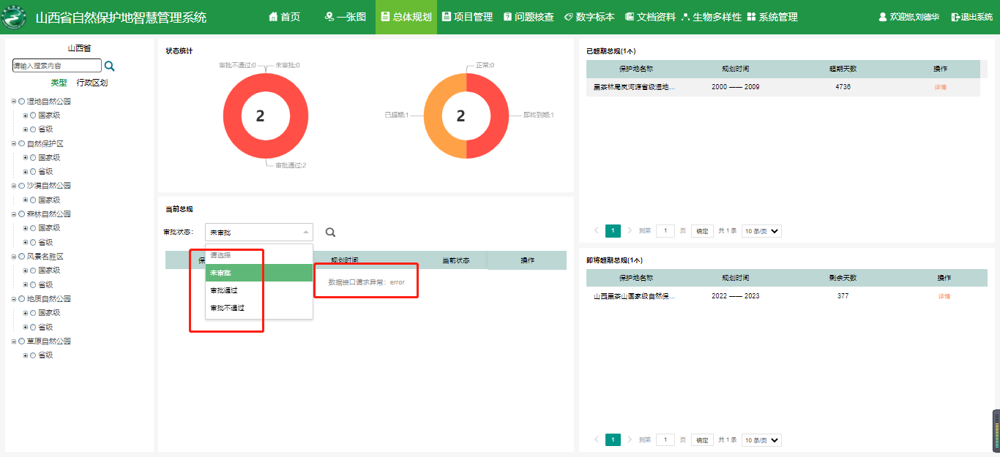 山西省自然保护地智慧管理系统
首页
一张图
总体规划
项目管理
问题核查
数字标本
文档资料
生物多样性
系统管理
欢迎您,刘德华
退出系统
山西省
请输入搜索内容
类型 行政区划
湿地自然公园
国家级
省级
自然保护区
国家级
省级
沙漠自然公园
国家级
森林自然公园
国家级
省级
风景名胜区
国家级
省级
地质自然公园
国家级
省级
草原自然公园
省级
状态统计
审批不通过:0 未审批:0
2
审批通过:2
正常:0
已超期:1
2
即将到期:1
当前总规
审批状态: 未审批
请选择
未审批
审批通过
审批不通过
保 规划时间 当前状态 操作
数据接口请求异常：error
已超期总规(1个)
保护地名称 规划时间 超期天数 操作
黑茶林局岚河源省级湿地... 2000 —— 2009 4736 详情
1 到第 1 页 确定 共 1 条 10 条/页
即将超期总规(1个)
保护地名称 规划时间 剩余天数 操作
山西黑茶山国家级自然保... 2022 —— 2023 377 详情
1 到第 1 页 确定 共 1 条 10 条/页